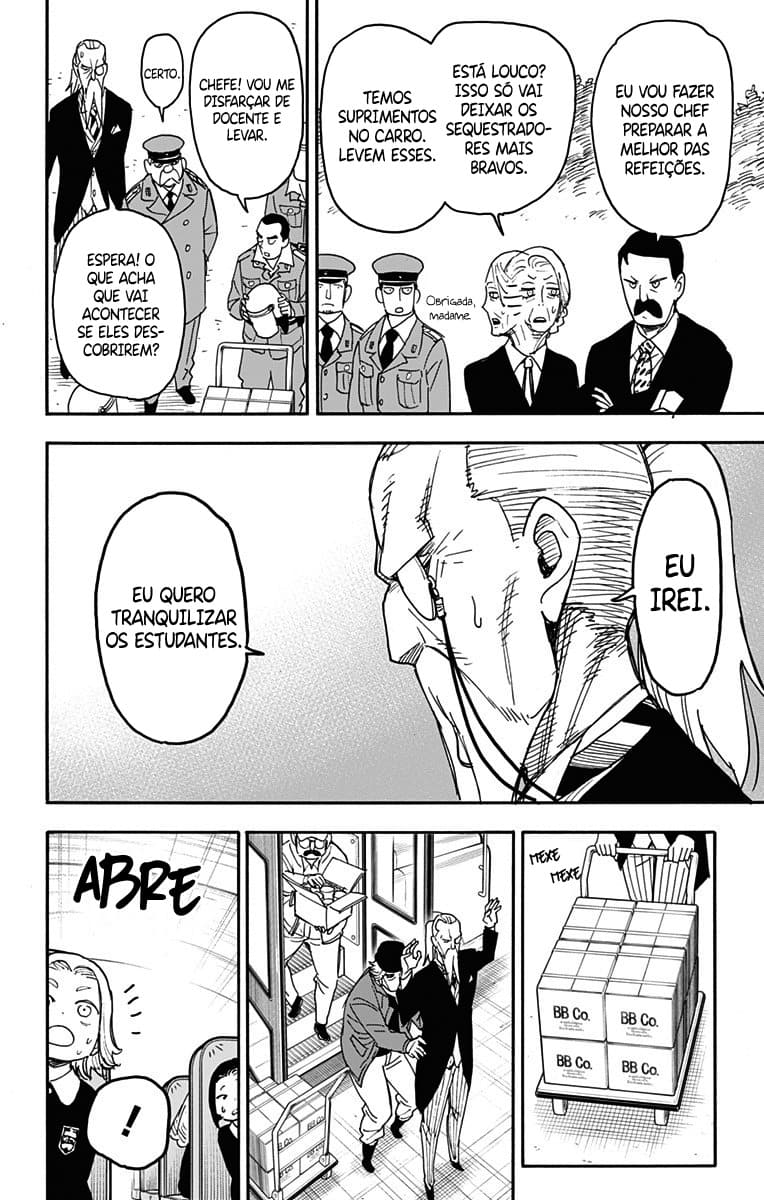 EU VOU FAZER
NOSSO CHEF
PREPARAR A
MELHOR DAS
REFEIÇÕES.
ESTÁ LOUCO?
ISSO SÓ VAI
DEIXAR OS
SEQUESTRADO-
RES MAIS
BRAVOS.
TEMOS
SUPRIMENTOS
NO CARRO.
LEVEM ESSES.
Obrigada,
madame.
CHEFE! VOU ME
DISFARÇAR DE
DOCENTE E
LEVAR.
CERTO.
ESPERA! O
QUE ACHA
QUE VAI
ACONTECER
SE ELES DES-
COBRIREM?
EU
IREI.
EU QUERO
TRANQUILIZAR
OS ESTUDANTES.
MEXE
MEXE
BB Co.
BB Co.
BB Co.
BB Co.
ABRE
!